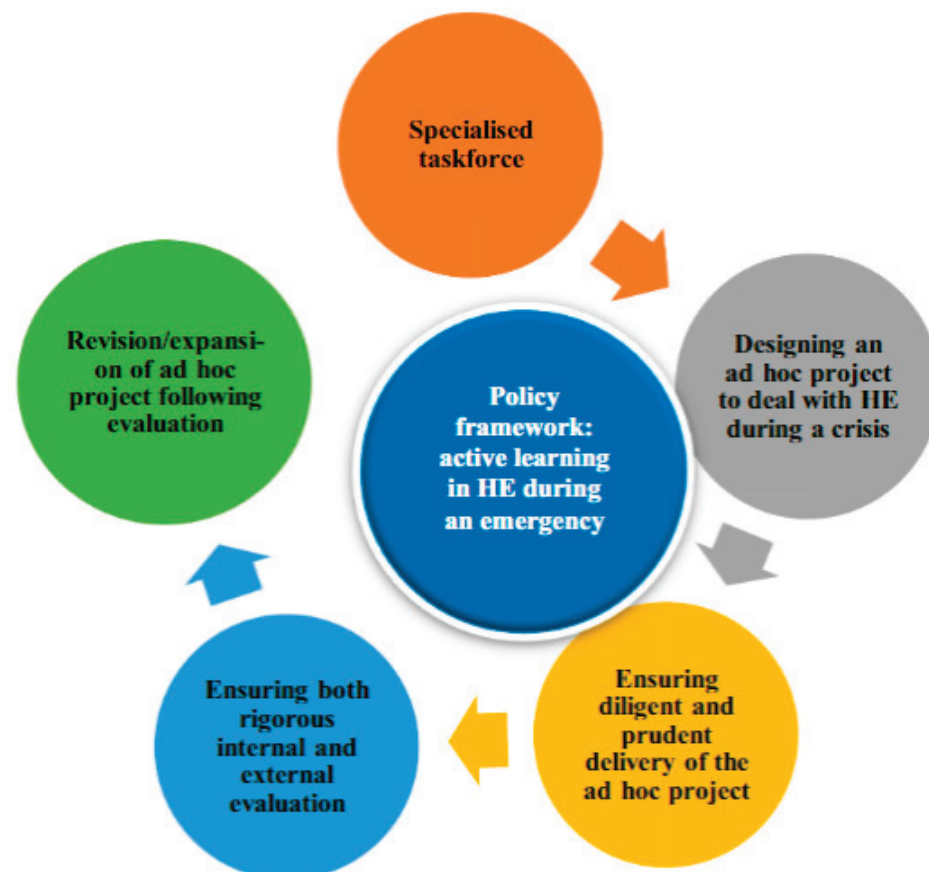 Specialised
taskforce
Designing an
ad hoc project
to deal with HE
during a crisis
Ensuring
diligent and
prudent
delivery of the
ad hoc project
Ensuring both
rigorous
internal and
external
evaluation
Revision/expansi-
on of ad hoc
project following
evaluation
Policy
framework:
active learning
in HE during
an emergency